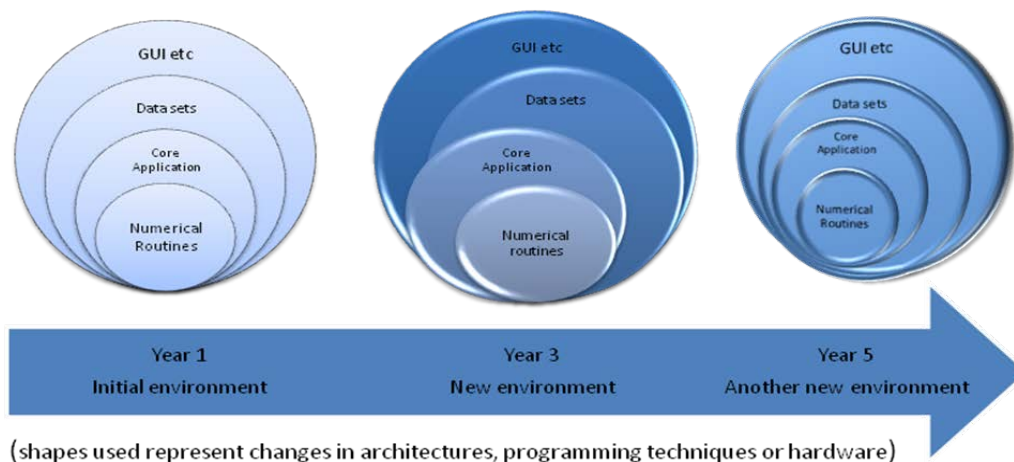 GUI etc
Data sets
Core
Application
Numerical
Routines
GUI etc
Data sets
Core
Application
Numerical
routines
GUI etc
Data sets
Core
Application
Numerical
Routines
Year 1
Initial environment
Year 3
New environment
Year 5
Another new environment
(shapes used represent changes in architectures, programming techniques or hardware)